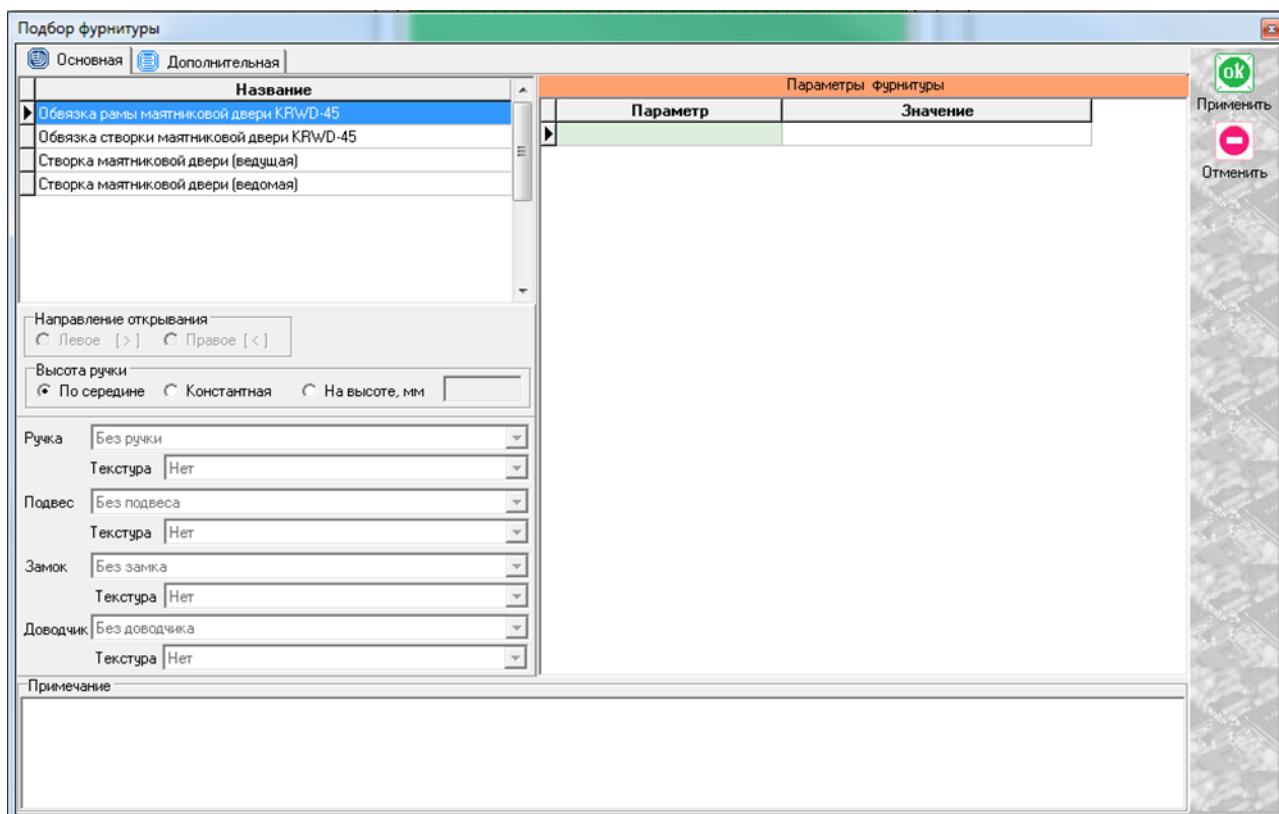 Подбор фурнитуры
Основная
Дополнительная
Название
Обвязка рамы маятниковой двери KRWD-45
Обвязка створки маятниковой двери KRWD-45
Створка маятниковой двери (ведущая)
Створка маятниковой двери (ведомая)
Параметры фурнитуры
Параметр Значение
ok
Применить
Отменить
Направление открывания
Левое [>] Правое [<]
Высота ручки
По середине Константная На высоте, мм
Ручка Без ручки
Текстура Нет
Подвес Без подвеса
Текстура Нет
Замок Без замка
Текстура Нет
Доводчик Без доводчика
Текстура Нет
Примечание